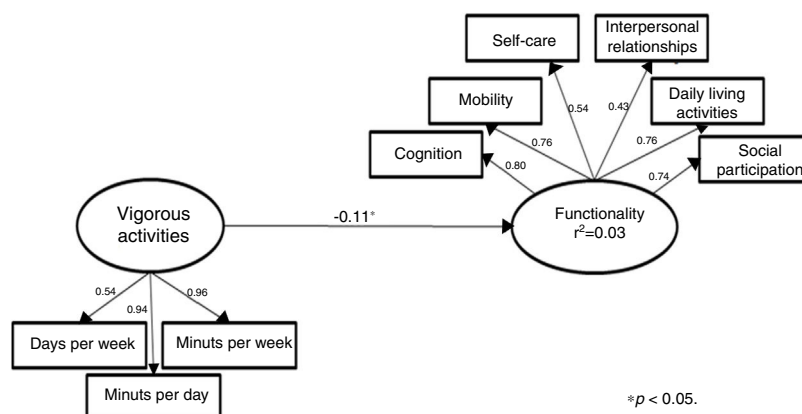 Self-care
Interpersonal
relationships
Mobility
Daily living
activities
Cognition
Social
participation
0.54
0.43
0.76
0.76
0.80
0.74
Vigorous
activities
-0.11*
Functionality
r²=0.03
0.54
0.94
0.96
Days per week
Minuts per week
Minuts per day
*p < 0.05.